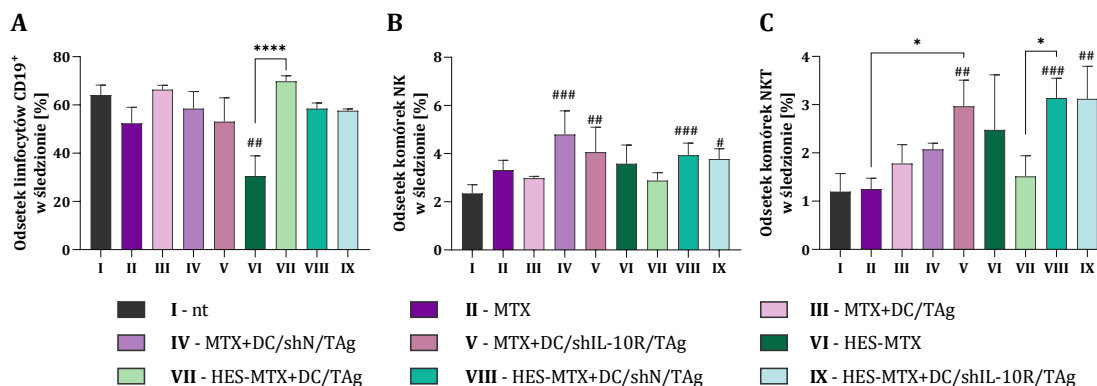 A
Odsetek limfocytów CD19⁺
w śledzionie [%]
80
60
40
20
0
##
****
I II III IV V VI VII VIII IX
B
Odsetek komórek NK
w śledzionie [%]
8
6
4
2
0
###
##
###
#
I II III IV V VI VII VIII IX
C
Odsetek komórek NKT
w śledzionie [%]
4
3
2
1
0
*
##
*
###
##
I II III IV V VI VII VIII IX
I - nt
II - MTX
III - MTX+DC/TAg
IV - MTX+DC/shN/TAg
V - MTX+DC/shIL-10R/TAg
VI - HES-MTX
VII - HES-MTX+DC/TAg
VIII - HES-MTX+DC/shN/TAg
IX - HES-MTX+DC/shIL-10R/TAg